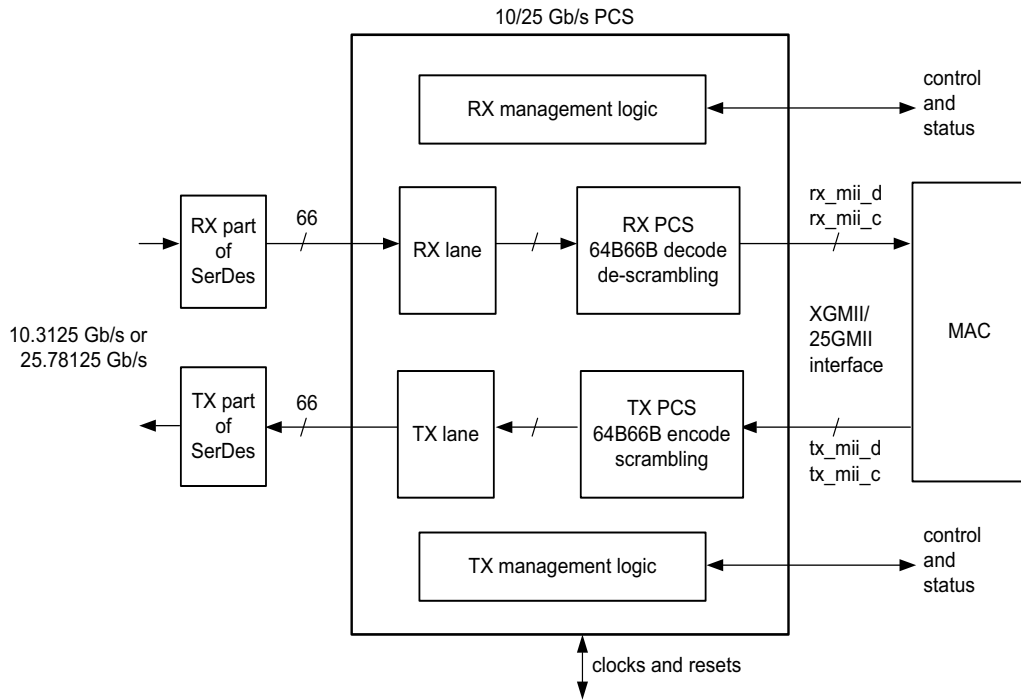 10/25 Gb/s PCS
RX management logic
control
and
status
RX part
of
SerDes
66
RX lane
RX PCS
64B66B decode
de-scrambling
rx_mii_d
rx_mii_c
MAC
10.3125 Gb/s or
25.78125 Gb/s
XGMII/
25GMII
interface
TX part
of
SerDes
66
TX lane
TX PCS
64B66B encode
scrambling
tx_mii_d
tx_mii_c
TX management logic
control
and
status
clocks and resets